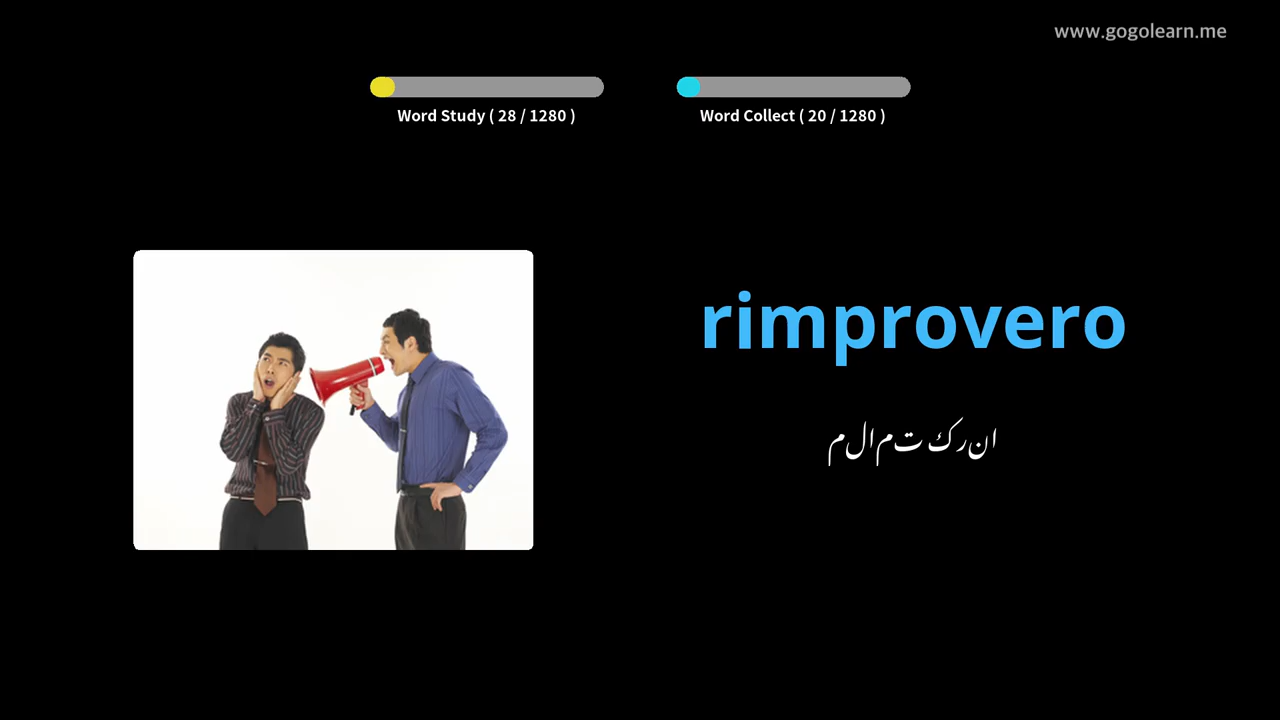 www.gogolearn.me
Word Study ( 28 / 1280 )
Word Collect ( 20 / 1280 )
rimprovero
ملامت کرنا